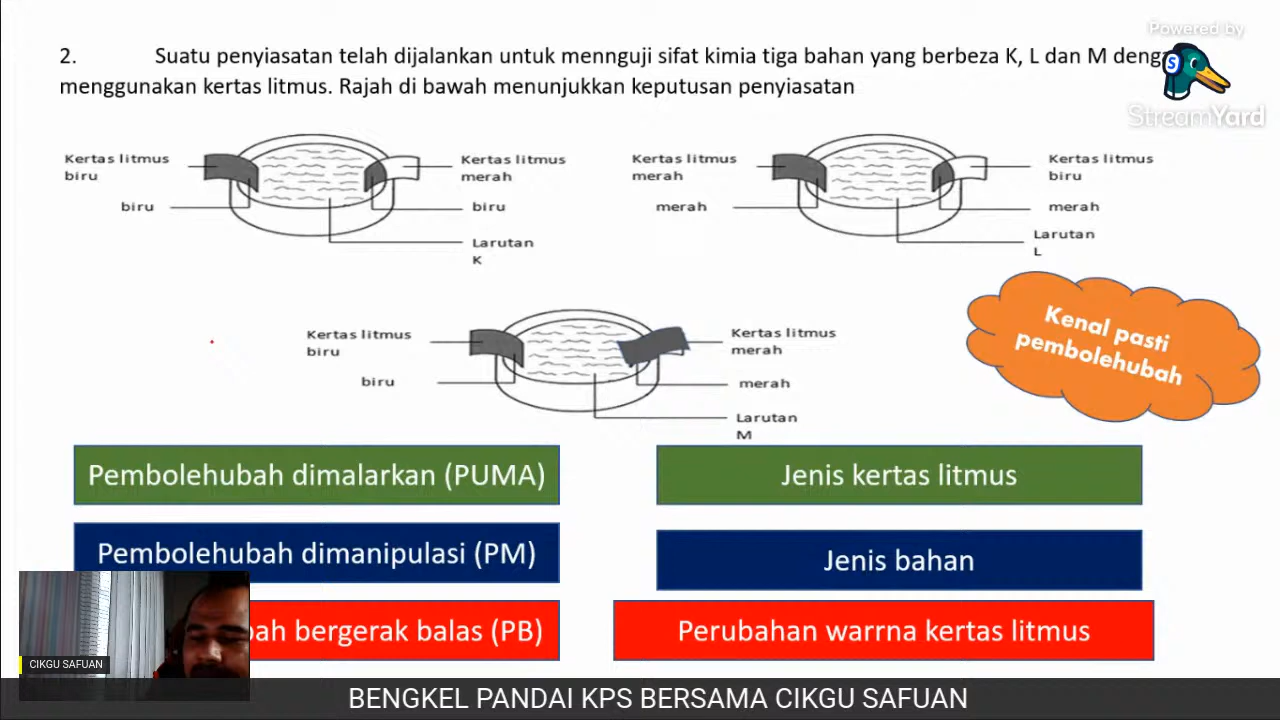 Powered by
StreamYard
2. Suatu penyiasatan telah dijalankan untuk mennguji sifat kimia tiga bahan yang berbeza K, L dan M denga
menggunakan kertas litmus. Rajah di bawah menunjukkan keputusan penyiasatan
Kertas litmus
biru
biru
Kertas litmus
merah
biru
Larutan
K
Kertas litmus
merah
merah
Kertas litmus
biru
merah
Larutan
L
Kertas litmus
biru
biru
Kertas litmus
merah
merah
Larutan
M
Kenal pasti
pembolehubah
Pembolehubah dimalarkan (PUMA)
Jenis kertas litmus
Pembolehubah dimanipulasi (PM)
Jenis bahan
bergerak balas (PB)
Perubahan warrna kertas litmus
CIKGU SAFUAN
BENGKEL PANDAI KPS BERSAMA CIKGU SAFUAN